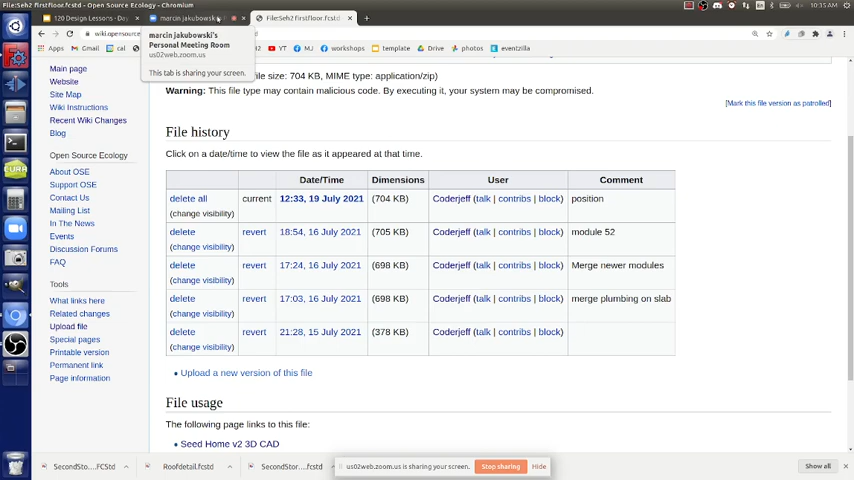 File:Seh2 firstfloor.fcstd - Open Source Ecology - Chromium
10:35 AM
120 Design Lessons - Day
marcin jakubowski
File:Seh2 firstfloor.fcstd
wiki.opensource
Apps
Gmail
cal
FB
MJ
workshops
YT
template
Drive
photos
eventzilla
marcin jakubowski's
Personal Meeting Room
us02web.zoom.us
This tab is sharing your screen.
file size: 704 KB, MIME type: application/zip)
Warning: This file type may contain malicious code. By executing it, your system may be compromised.
[Mark this file version as patrolled]
Main page
Website
Site Map
Wiki Instructions
Recent Wiki Changes
Blog
Open Source Ecology
About OSE
Support OSE
Contact Us
Mailing List
In The News
Events
Discussion Forums
FAQ
Tools
What links here
Related changes
Upload file
Special pages
Printable version
Permanent link
Page information
File history
Click on a date/time to view the file as it appeared at that time.
Date/Time Dimensions User Comment
delete all current 12:33, 19 July 2021 (704 KB) Coderjeff (talk | contribs | block) position
(change visibility)
delete revert 18:54, 16 July 2021 (705 KB) Coderjeff (talk | contribs | block) module 52
(change visibility)
delete revert 17:24, 16 July 2021 (698 KB) Coderjeff (talk | contribs | block) Merge newer modules
(change visibility)
delete revert 17:03, 16 July 2021 (698 KB) Coderjeff (talk | contribs | block) merge plumbing on slab
(change visibility)
delete revert 21:28, 15 July 2021 (378 KB) Coderjeff (talk | contribs | block)
(change visibility)
Upload a new version of this file
File usage
The following page links to this file:
Seed Home v2 3D CAD
SecondSto....FCStd
Roofdetail.fcstd
SecondStor....fcstd
us02web.zoom.us is sharing your screen.
Stop sharing
Hide
Show all